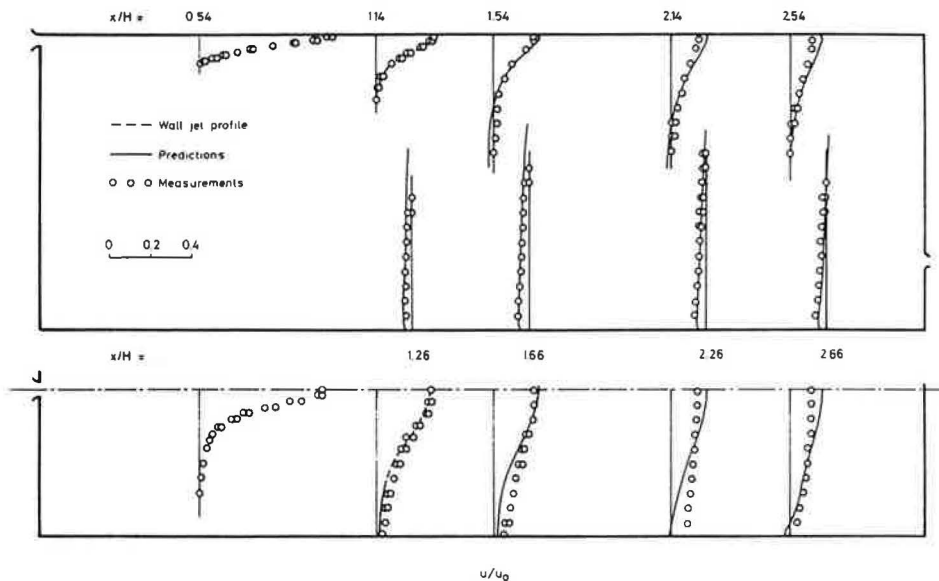 x/H = 0.54 1.14 1.54 2.14 2.54
--- Wall jet profile
— Predictions
o o o Measurements
0 0.2 0.4
x/H = 1.26 1.66 2.26 2.66
u/u₀